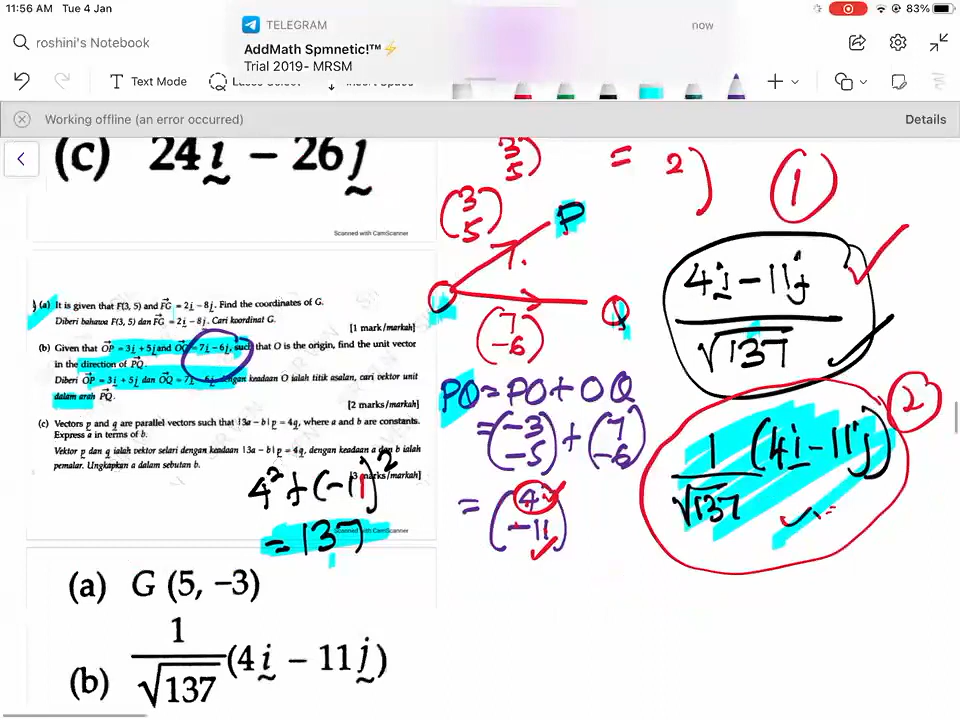 11:56 AM Tue 4 Jan
83%
TELEGRAM
now
AddMath Spmnetic!™⚡
Trial 2019- MRSM
roshini's Notebook
Text Mode
Working offline (an error occurred)
Details
(c) 24i − 26j
Scanned with CamScanner
(a) It is given that F(3, 5) and FG = 2i − 8j. Find the coordinates of G.
Diberi bahawa F(3, 5) dan FG = 2i − 8j. Cari koordinat G.
[1 mark/markah]
(b) Given that OP = 3i + 5j and OQ = 7i − 6j, such that O is the origin, find the unit vector
in the direction of PQ.
Diberi OP = 3i + 5j dan OQ = 7i − 6j dengan keadaan O ialah titik asalan, cari vektor unit
dalam arah PQ.
[2 marks/markah]
(c) Vectors p and q are parallel vectors such that |3a − b| p = 4q, where a and b are constants.
Express a in terms of b.
Vektor p dan q ialah vektor selari dengan keadaan |3a − b| p = 4q, dengan keadaan a dan b ialah
pemalar. Ungkapkan a dalam sebutan b.
[3 marks/markah]
Scanned with CamScanner
4² + (−11)²
= 137
(a) G (5, −3)
(b) 1/√137 (4i − 11j)
(3 5) = 2)
(3 5) P
O
(7 −6) Q
PQ = PO + OQ
= (−3 −5) + (7 −6)
= (4 −11)
1
4i − 11j
√137
2
1/√137 (4i − 11j)